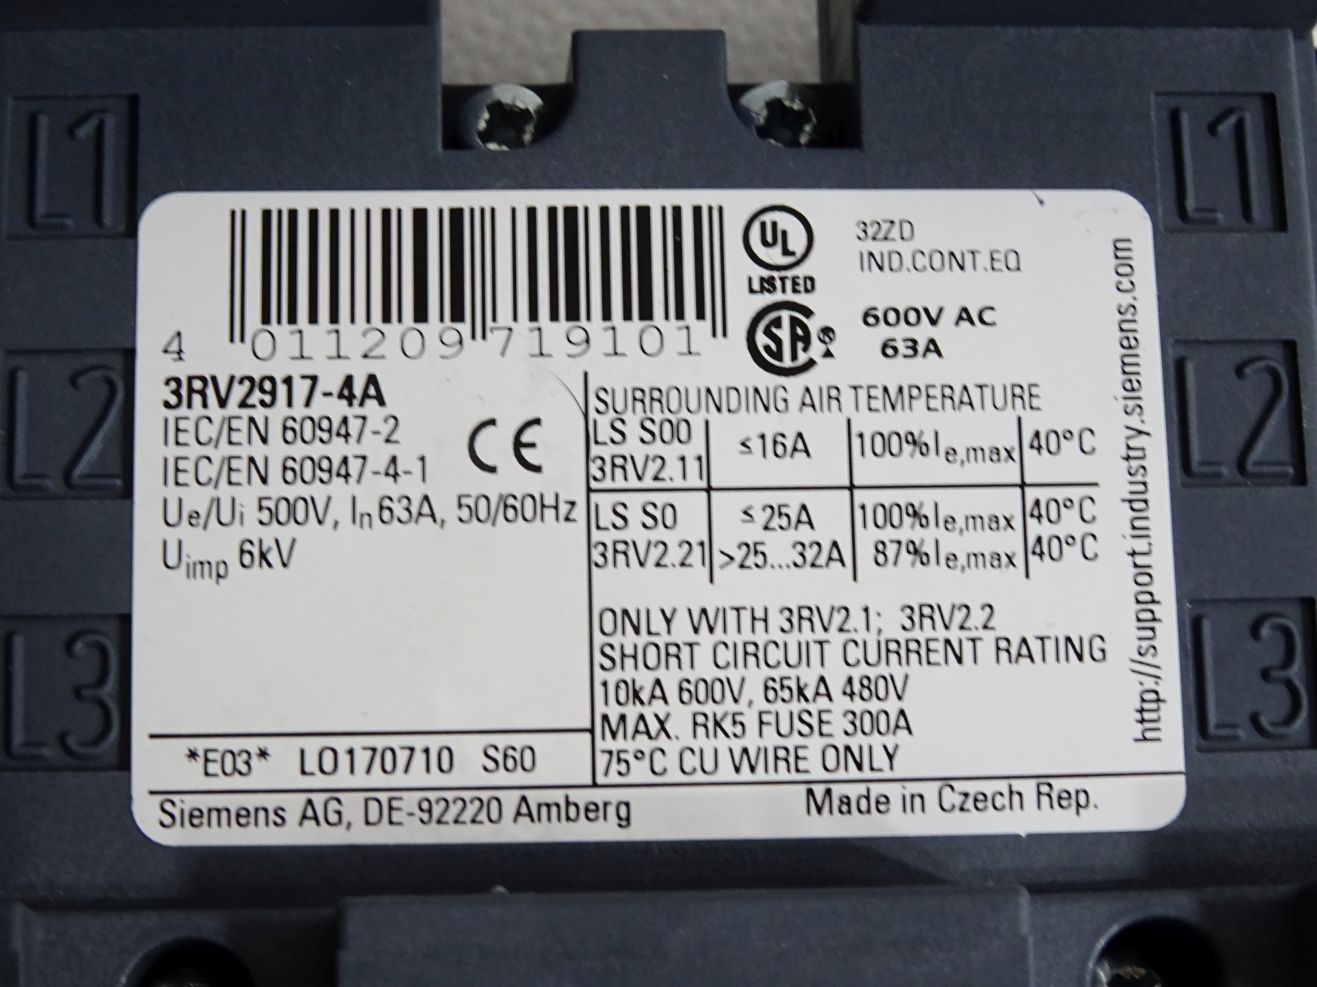 L1
L2
L3
4 011209 719101
UL
LISTED
32ZD
IND.CONT.EQ
SA
600V AC
63A
3RV2917-4A
IEC/EN 60947-2
IEC/EN 60947-4-1
CE
Ue/Ui 500V, In 63A, 50/60Hz
Uimp 6kV
SURROUNDING AIR TEMPERATURE
LS S00 ≤16A 100%Ie,max 40°C
3RV2.11
LS S0 ≤25A 100%Ie,max 40°C
3RV2.21 >25...32A 87%Ie,max 40°C
ONLY WITH 3RV2.1; 3RV2.2
SHORT CIRCUIT CURRENT RATING
10kA 600V, 65kA 480V
MAX. RK5 FUSE 300A
75°C CU WIRE ONLY
*E03* LO170710 S60
Siemens AG, DE-92220 Amberg
Made in Czech Rep.
http://support.industry.siemens.com
L1
L2
L3